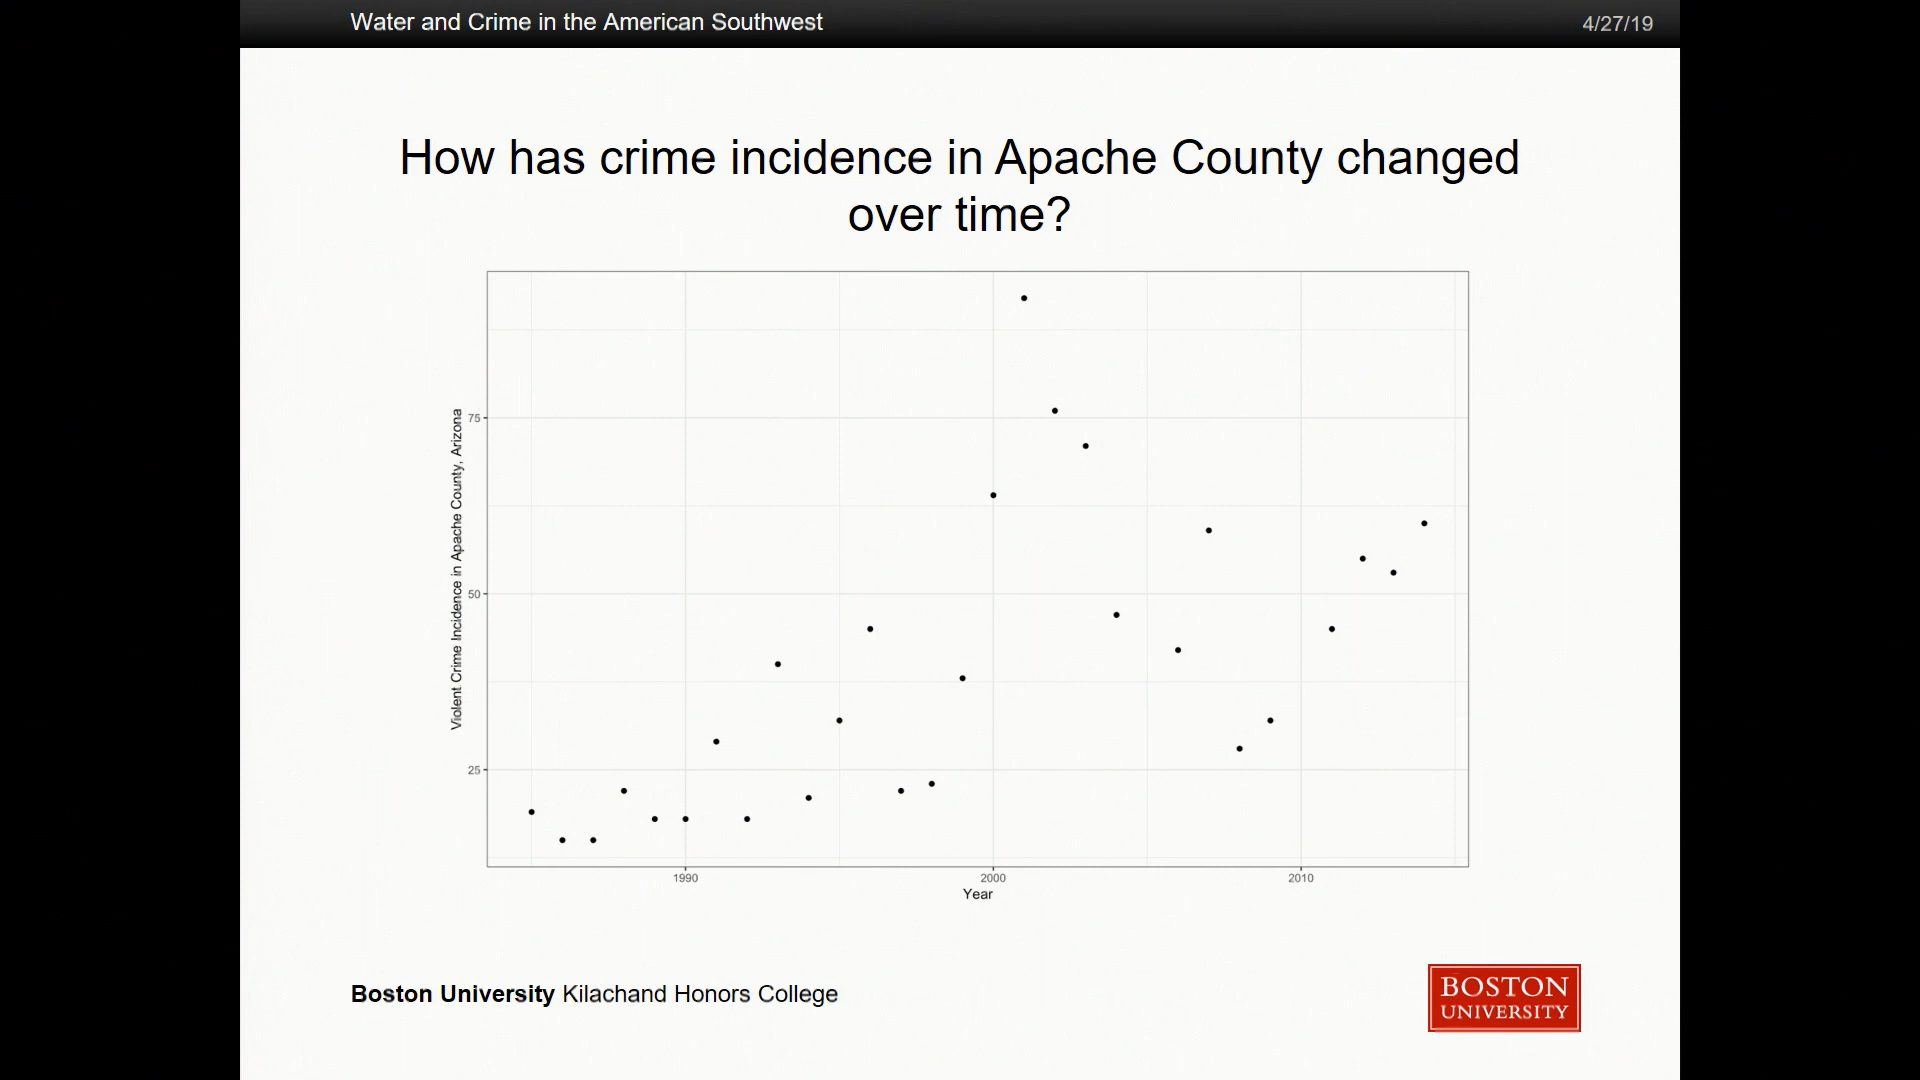 Water and Crime in the American Southwest
4/27/19
How has crime incidence in Apache County changed
over time?
Violent Crime Incidence in Apache County, Arizona
75
50
25
1990
2000
2010
Year
Boston University Kilachand Honors College
BOSTON
UNIVERSITY